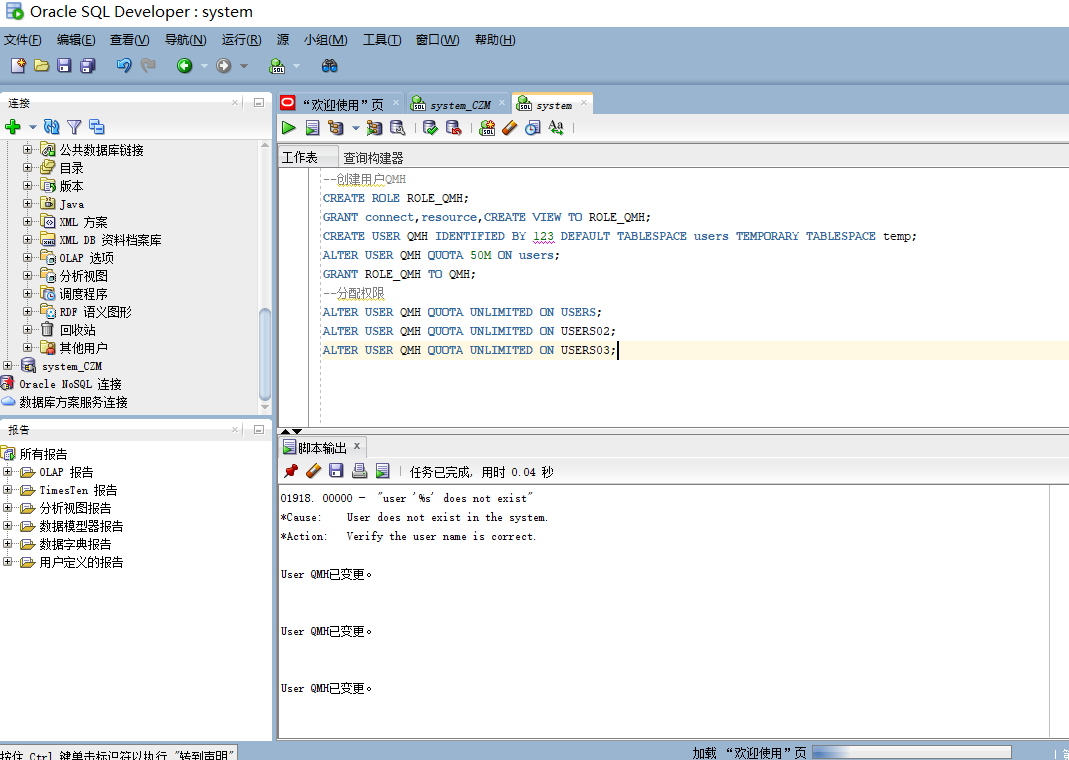 Oracle SQL Developer : system
文件(F) 编辑(E) 查看(V) 导航(N) 运行(R) 源 小组(M) 工具(T) 窗口(W) 帮助(H)
连接
公共数据库链接
目录
版本
Java
XML 方案
XML DB 资料档案库
OLAP 选项
分析视图
调度程序
RDF 语义图形
回收站
其他用户
system_CZM
Oracle NoSQL 连接
数据库方案服务连接
报告
所有报告
OLAP 报告
TimesTen 报告
分析视图报告
数据模型器报告
数据字典报告
用户定义的报告
“欢迎使用”页 system_CZM system
工作表 查询构建器
--创建用户QMH
CREATE ROLE ROLE_QMH;
GRANT connect,resource,CREATE VIEW TO ROLE_QMH;
CREATE USER QMH IDENTIFIED BY 123 DEFAULT TABLESPACE users TEMPORARY TABLESPACE temp;
ALTER USER QMH QUOTA 50M ON users;
GRANT ROLE_QMH TO QMH;
--分配权限
ALTER USER QMH QUOTA UNLIMITED ON USERS;
ALTER USER QMH QUOTA UNLIMITED ON USERS02;
ALTER USER QMH QUOTA UNLIMITED ON USERS03;
脚本输出
任务已完成, 用时 0.04 秒
01918. 00000 - "user '%s' does not exist"
*Cause: User does not exist in the system.
*Action: Verify the user name is correct.
User QMH已变更。
User QMH已变更。
User QMH已变更。
按住 Ctrl 键单击标识符以执行 "转到声明"
加载 “欢迎使用”页